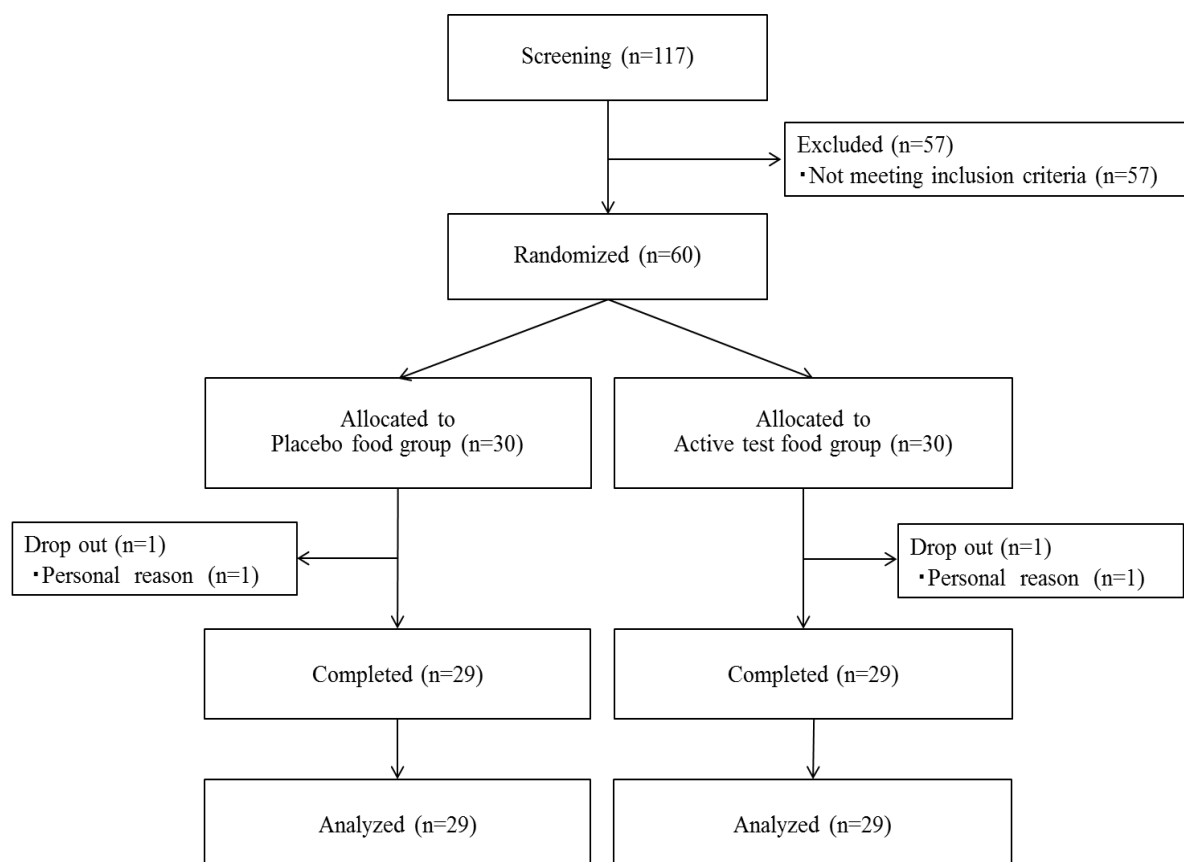 Screening (n=117)
Excluded (n=57)
・Not meeting inclusion criteria (n=57)
Randomized (n=60)
Allocated to
Placebo food group (n=30)
Allocated to
Active test food group (n=30)
Drop out (n=1)
・Personal reason (n=1)
Drop out (n=1)
・Personal reason (n=1)
Completed (n=29)
Completed (n=29)
Analyzed (n=29)
Analyzed (n=29)